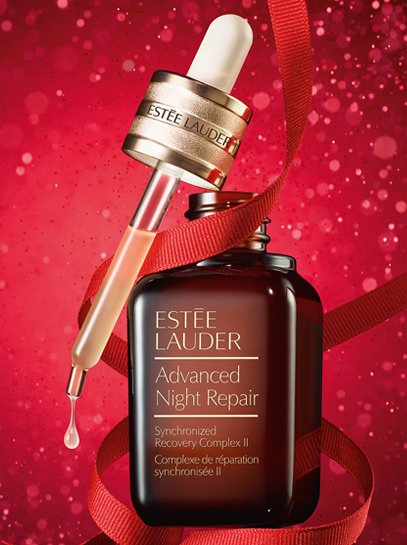 ESTĒE LAUDER
ESTĒE
LAUDER
Advanced
Night Repair
Synchronized
Recovery Complex II
Complexe de réparation
synchronisée II